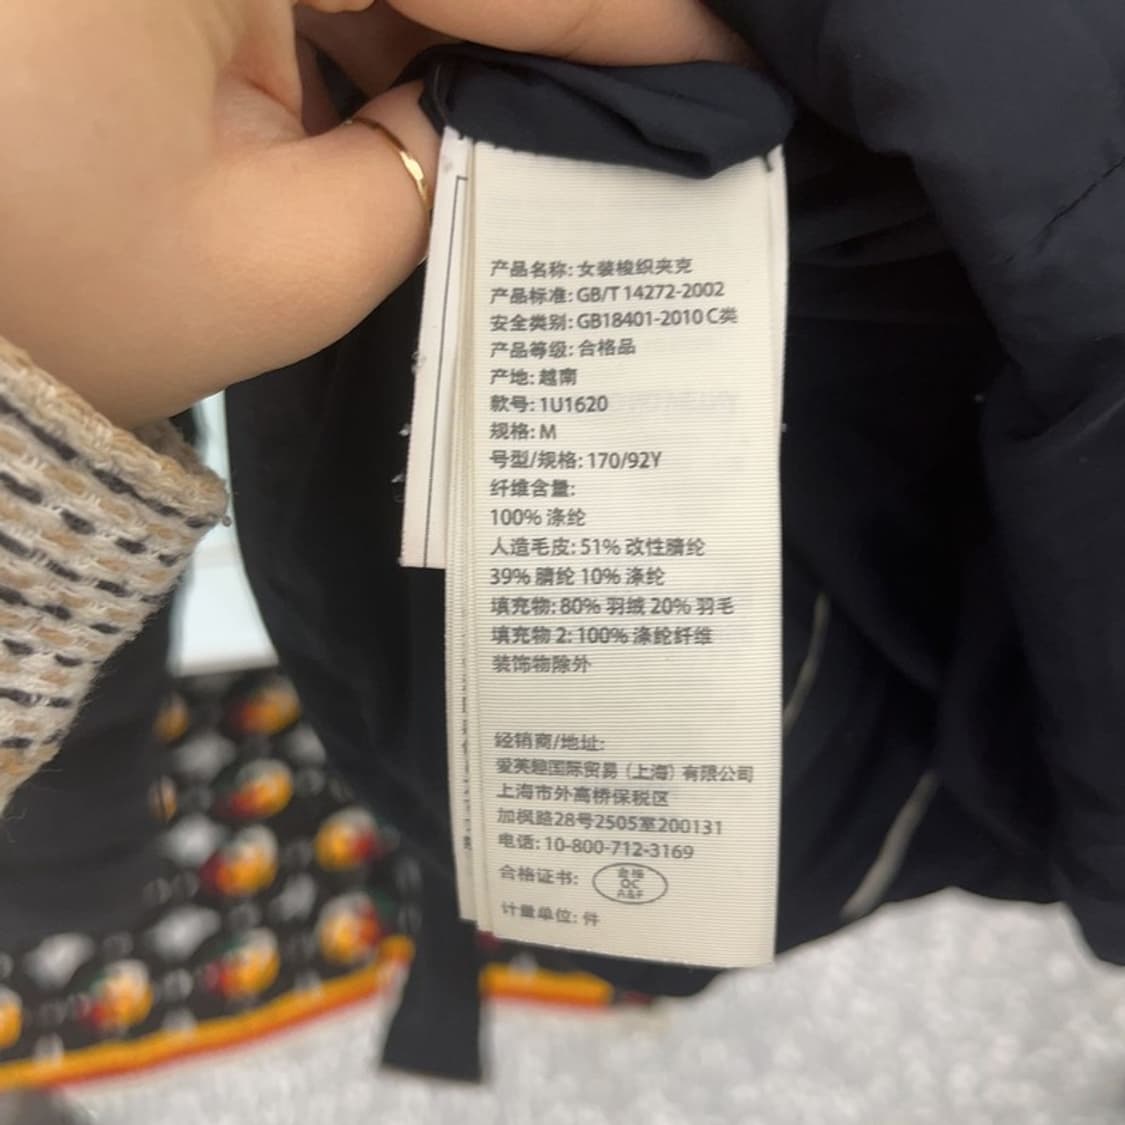 产品名称: 女装梭织夹克
产品标准: GB/T 14272-2002
安全类别: GB18401-2010 C类
产品等级: 合格品
产地: 越南
款号: 1U1620
规格: M
号型/规格: 170/92Y
纤维含量:
100% 涤纶
人造毛皮: 51% 改性腈纶
39% 腈纶 10% 涤纶
填充物: 80% 羽绒 20% 羽毛
填充物 2: 100% 涤纶纤维
装饰物除外
经销商/地址:
爱芙趣国际贸易 (上海) 有限公司
上海市外高桥保税区
加枫路28号2505室200131
电话: 10-800-712-3169
合格证书:
合格
QC
A&F
计量单位: 件